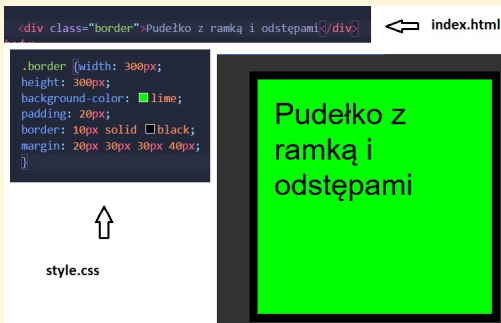 <div class="border">Pudełko z ramką i odstępami</div>
index.html
.border {width: 300px;
height: 300px;
background-color: lime;
padding: 20px;
border: 10px solid black;
margin: 20px 30px 30px 40px;
}
style.css
Pudełko z
ramką i
odstępami